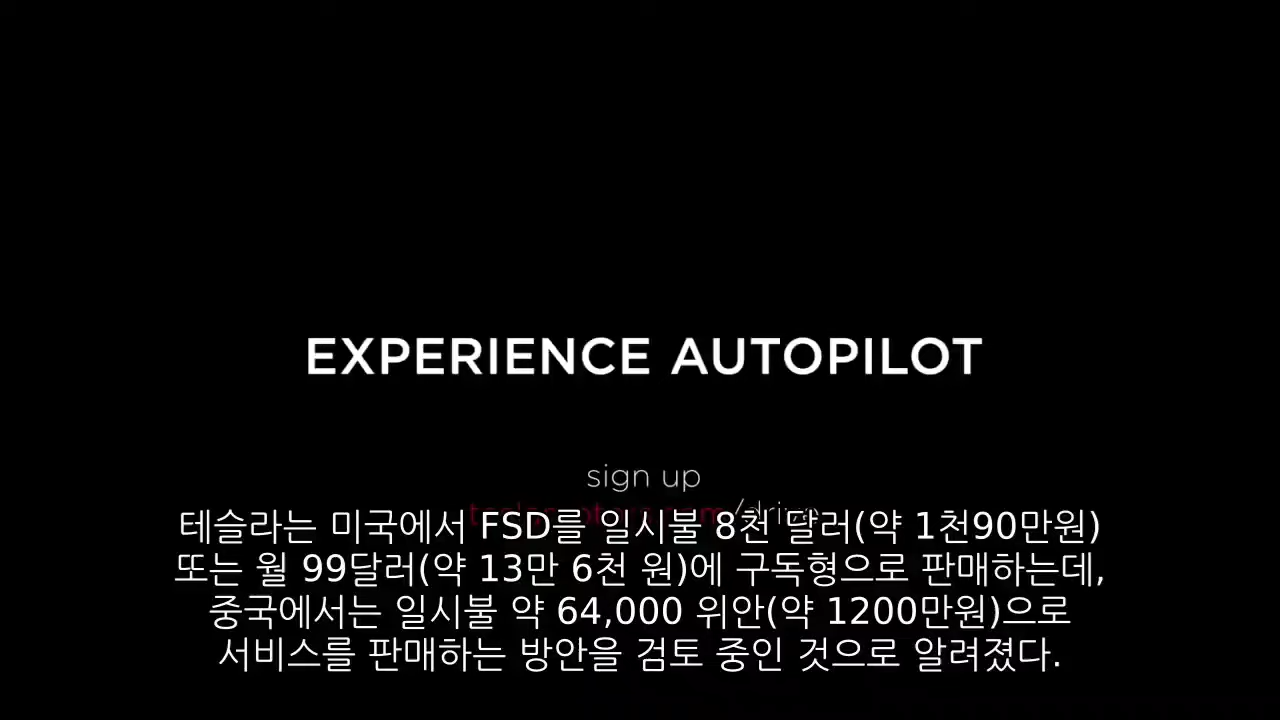 EXPERIENCE AUTOPILOT
sign up
테슬라는 미국에서 FSD를 일시불 8천 달러(약 1천90만원)
또는 월 99달러(약 13만 6천 원)에 구독형으로 판매하는데,
중국에서는 일시불 약 64,000 위안(약 1200만원)으로
서비스를 판매하는 방안을 검토 중인 것으로 알려졌다.